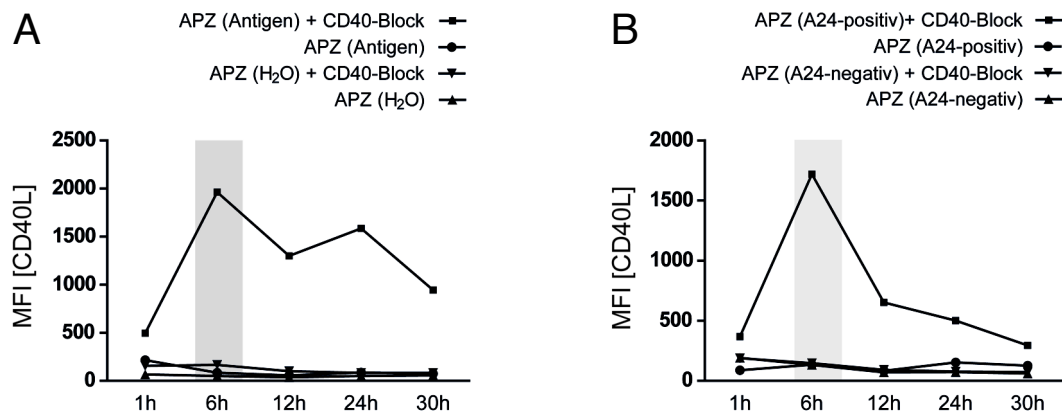 A
APZ (Antigen) + CD40-Block
APZ (Antigen)
APZ (H₂O) + CD40-Block
APZ (H₂O)
MFI [CD40L]
2500
2000
1500
1000
500
0
1h 6h 12h 24h 30h
B
APZ (A24-positiv)+ CD40-Block
APZ (A24-positiv)
APZ (A24-negativ) + CD40-Block
APZ (A24-negativ)
MFI [CD40L]
2000
1500
1000
500
0
1h 6h 12h 24h 30h